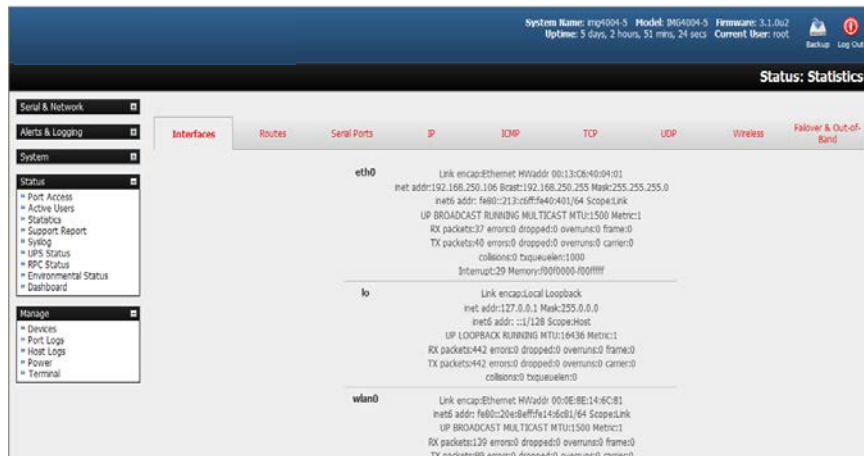 System Name: img4004-5 Model: IMG4004-5 Firmware: 3.1.0u2
Uptime: 5 days, 2 hours, 51 mins, 24 secs Current User: root
Backup Log Out
Status: Statistics
Serial & Network
Alerts & Logging
System
Status
Port Access
Active Users
Statistics
Support Report
Syslog
UPS Status
RPC Status
Environmental Status
Dashboard
Manage
Devices
Port Logs
Host Logs
Power
Terminal
Interfaces Routes Serial Ports IP ICMP TCP UDP Wireless Failover & Out-of-
Band
eth0 Link encap:Ethernet HWaddr 00:13:C6:40:04:01
inet addr:192.168.250.106 Bcast:192.168.250.255 Mask:255.255.255.0
inet6 addr: fe80::213:c6ff:fe40:401/64 Scope:Link
UP BROADCAST RUNNING MULTICAST MTU:1500 Metric:1
RX packets:37 errors:0 dropped:0 overruns:0 frame:0
TX packets:40 errors:0 dropped:0 overruns:0 carrier:0
collisions:0 txqueuelen:1000
Interrupt:29 Memory:f00f0000-f00fffff
lo Link encap:Local Loopback
inet addr:127.0.0.1 Mask:255.0.0.0
inet6 addr: ::1/128 Scope:Host
UP LOOPBACK RUNNING MTU:16436 Metric:1
RX packets:442 errors:0 dropped:0 overruns:0 frame:0
TX packets:442 errors:0 dropped:0 overruns:0 carrier:0
collisions:0 txqueuelen:0
wlan0 Link encap:Ethernet HWaddr 00:0E:8E:14:6C:81
inet6 addr: fe80::20e:8eff:fe14:6c81/64 Scope:Link
UP BROADCAST MULTICAST MTU:1500 Metric:1
RX packets:139 errors:0 dropped:0 overruns:0 frame:0
TX packets:99 errors:0 dropped:0 overruns:0 carrier:0